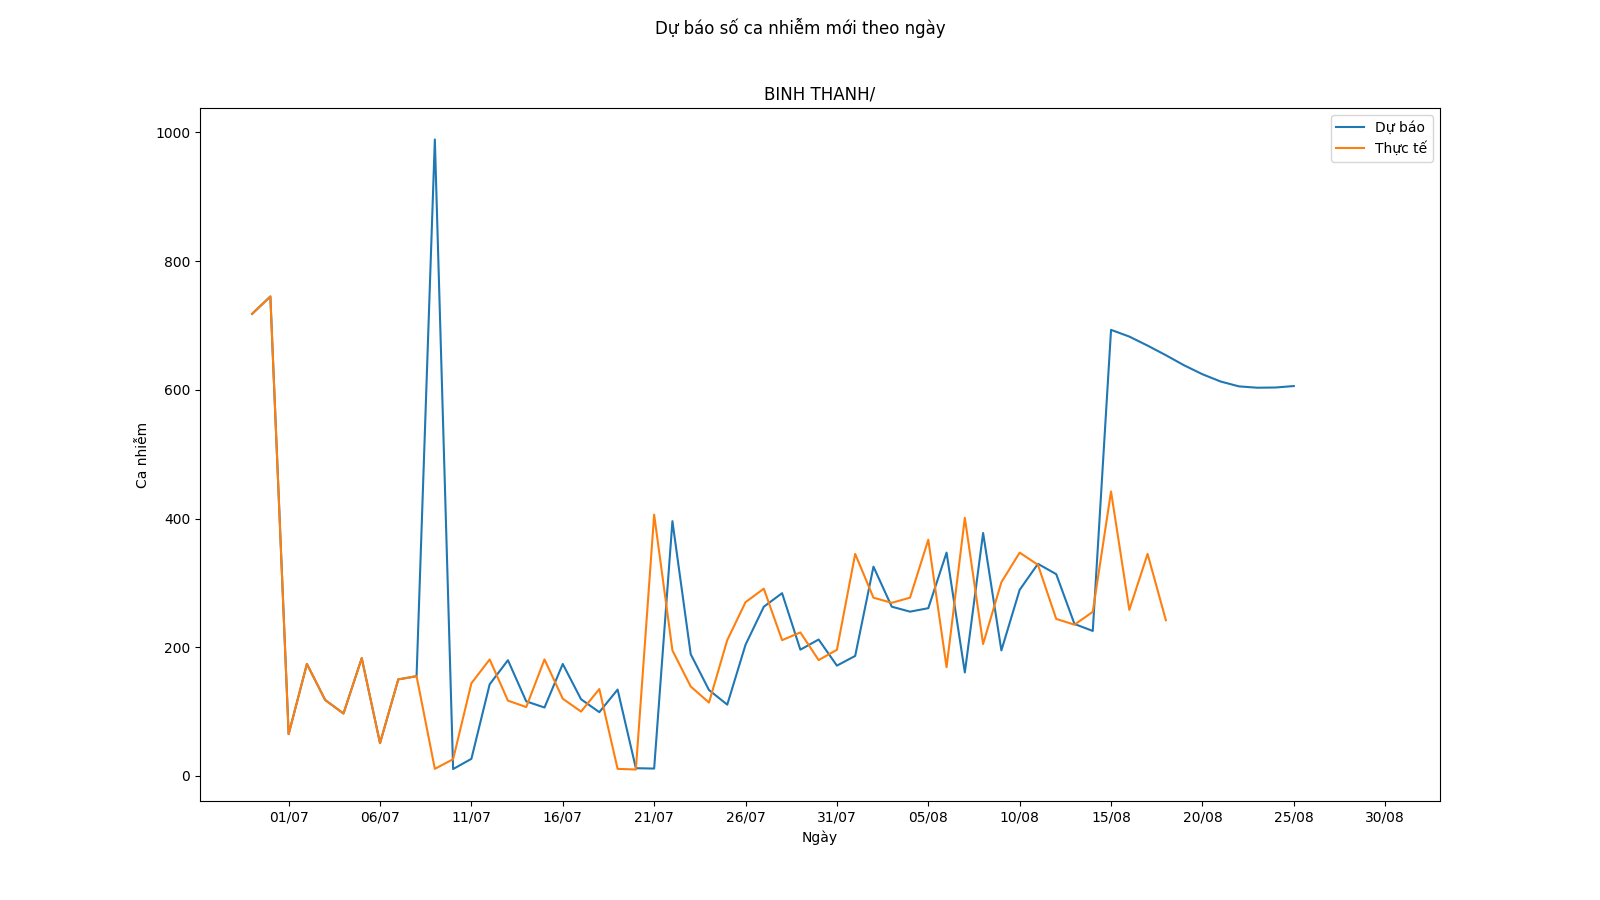 Dự báo số ca nhiễm mới theo ngày
BINH THANH/
Dự báo
Thực tế
1000
800
600
400
200
0
Ca nhiễm
01/07 06/07 11/07 16/07 21/07 26/07 31/07 05/08 10/08 15/08 20/08 25/08 30/08
Ngày